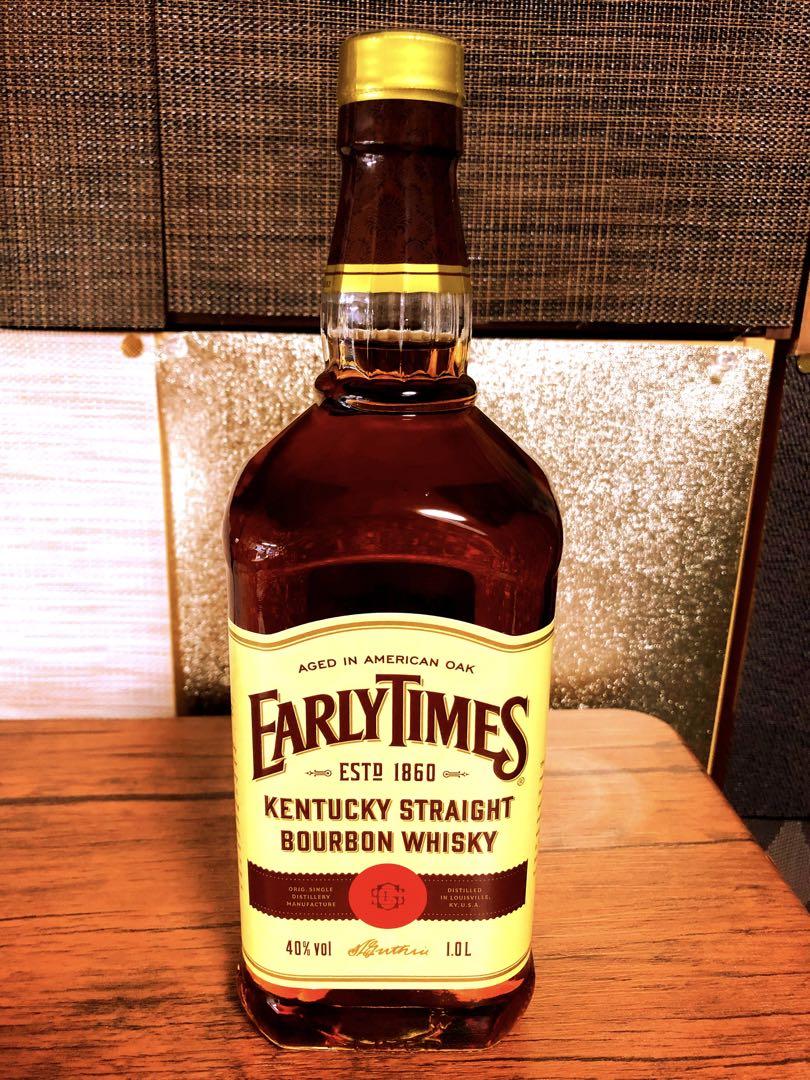 AGED IN AMERICAN OAK
EARLY TIMES
ESTD 1860
KENTUCKY STRAIGHT
BOURBON WHISKY
ORIG. SINGLE
DISTILLERY
MANUFACTURE
DISTILLED
IN LOUISVILLE,
KY, U.S.A.
40% vol
1.0L